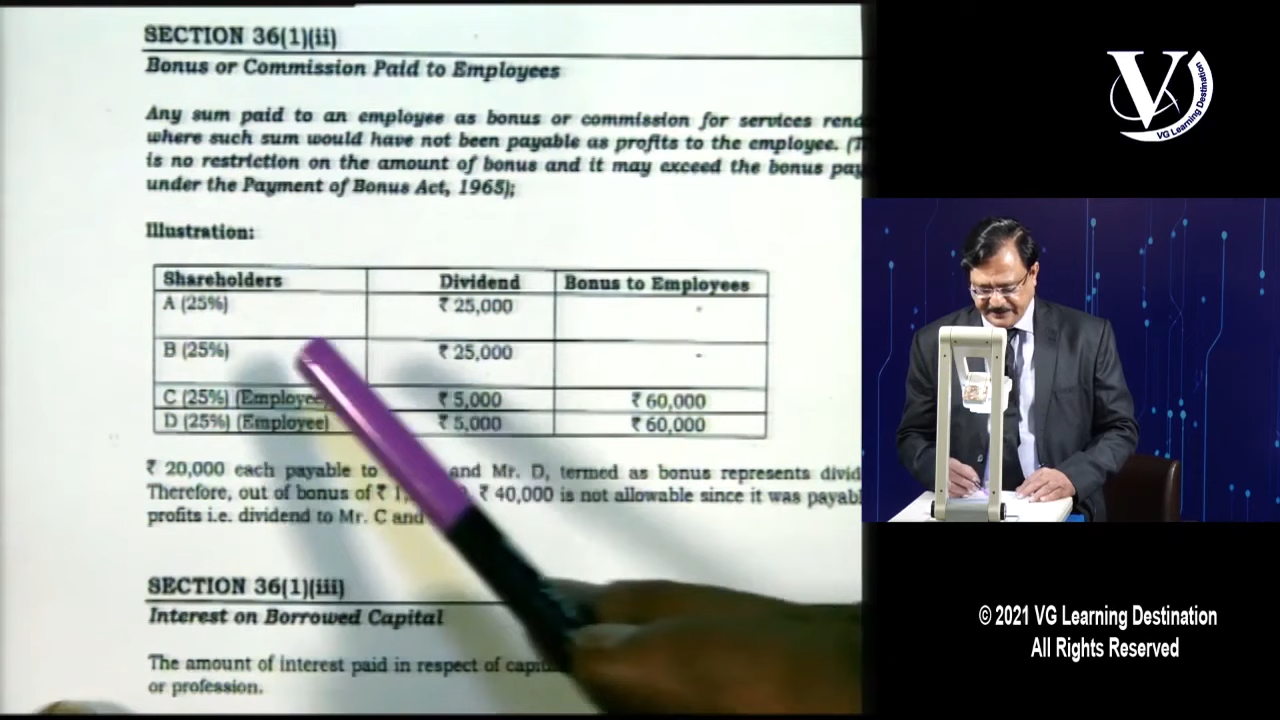 SECTION 36(1)(ii)
Bonus or Commission Paid to Employees
Any sum paid to an employee as bonus or commission for services rend
where such sum would have not been payable as profits to the employee. (T
is no restriction on the amount of bonus and it may exceed the bonus pay
under the Payment of Bonus Act, 1965);
Illustration:
Shareholders Dividend Bonus to Employees
A (25%) ₹ 25,000 -
B (25%) ₹ 25,000 -
C (25%) (Employee ₹ 5,000 ₹ 60,000
D (25%) (Employee) ₹ 5,000 ₹ 60,000
₹ 20,000 each payable to and Mr. D, termed as bonus represents divid
Therefore, out of bonus of ₹ ₹ 40,000 is not allowable since it was payabl
profits i.e. dividend to Mr. C and
SECTION 36(1)(iii)
Interest on Borrowed Capital
The amount of interest paid in respect of capi
or profession.
V
VG Learning Destination
© 2021 VG Learning Destination
All Rights Reserved